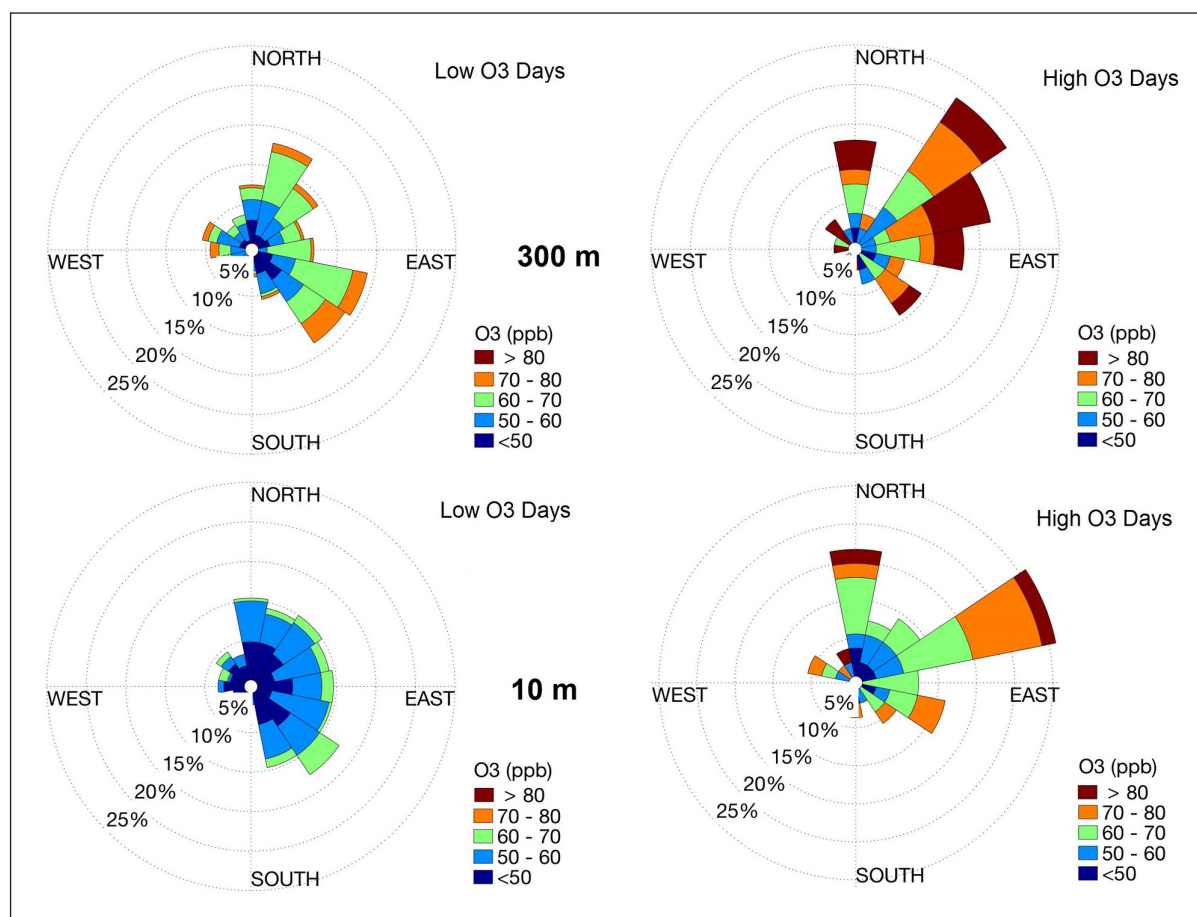 NORTH
Low O3 Days
WEST
EAST
5%
10%
15%
20%
25%
SOUTH
O3 (ppb)
> 80
70 - 80
60 - 70
50 - 60
<50
300 m
NORTH
High O3 Days
EAST
5%
10%
15%
20%
25%
WEST
SOUTH
O3 (ppb)
> 80
70 - 80
60 - 70
50 - 60
<50
NORTH
Low O3 Days
WEST
EAST
5%
10%
15%
20%
25%
SOUTH
O3 (ppb)
> 80
70 - 80
60 - 70
50 - 60
<50
10 m
NORTH
High O3 Days
WEST
EAST
5%
10%
15%
20%
25%
SOUTH
O3 (ppb)
> 80
70 - 80
60 - 70
50 - 60
<50